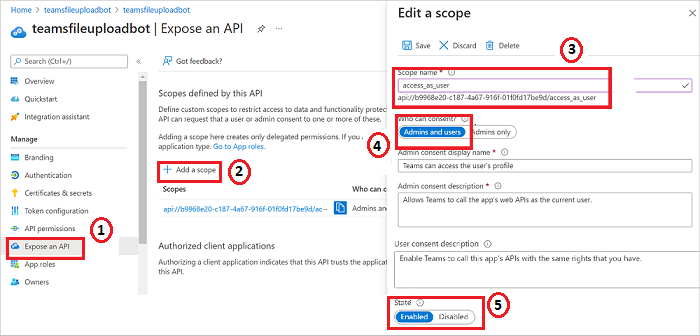 Home > teamsfileuploadbot > teamsfileuploadbot
teamsfileuploadbot | Expose an API
Search (Ctrl+/)
Overview
Quickstart
Integration assistant
Manage
Branding
Authentication
Certificates & secrets
Token configuration
API permissions
Expose an API
App roles
Owners
1
Got feedback?
Scopes defined by this API
Define custom scopes to restrict access to data and functionality protec
API can request that a user or admin consent to one or more of these.
Adding a scope here creates only delegated permissions. If you
application type. Go to App roles.
+ Add a scope
2
Scopes
Who can c
api://b9968e20-c187-4a67-916f-01f0fd17be9d/ac···
Admins an
Authorized client applications
Authorizing a client application indicates that this API trusts the applicat
this API.
Edit a scope
Save
Discard
Delete
3
Scope name *
access_as_user
api://b9968e20-c187-4a67-916f-01f0fd17be9d/access_as_user
Who can consent?
4
Admins and users
Admins only
Admin consent display name *
Teams can access the user's profile
Admin consent description *
Allows Teams to call the app's web APIs as the current user.
User consent description
Enable Teams to call this app's APIs with the same rights that you have.
State
5
Enabled
Disabled